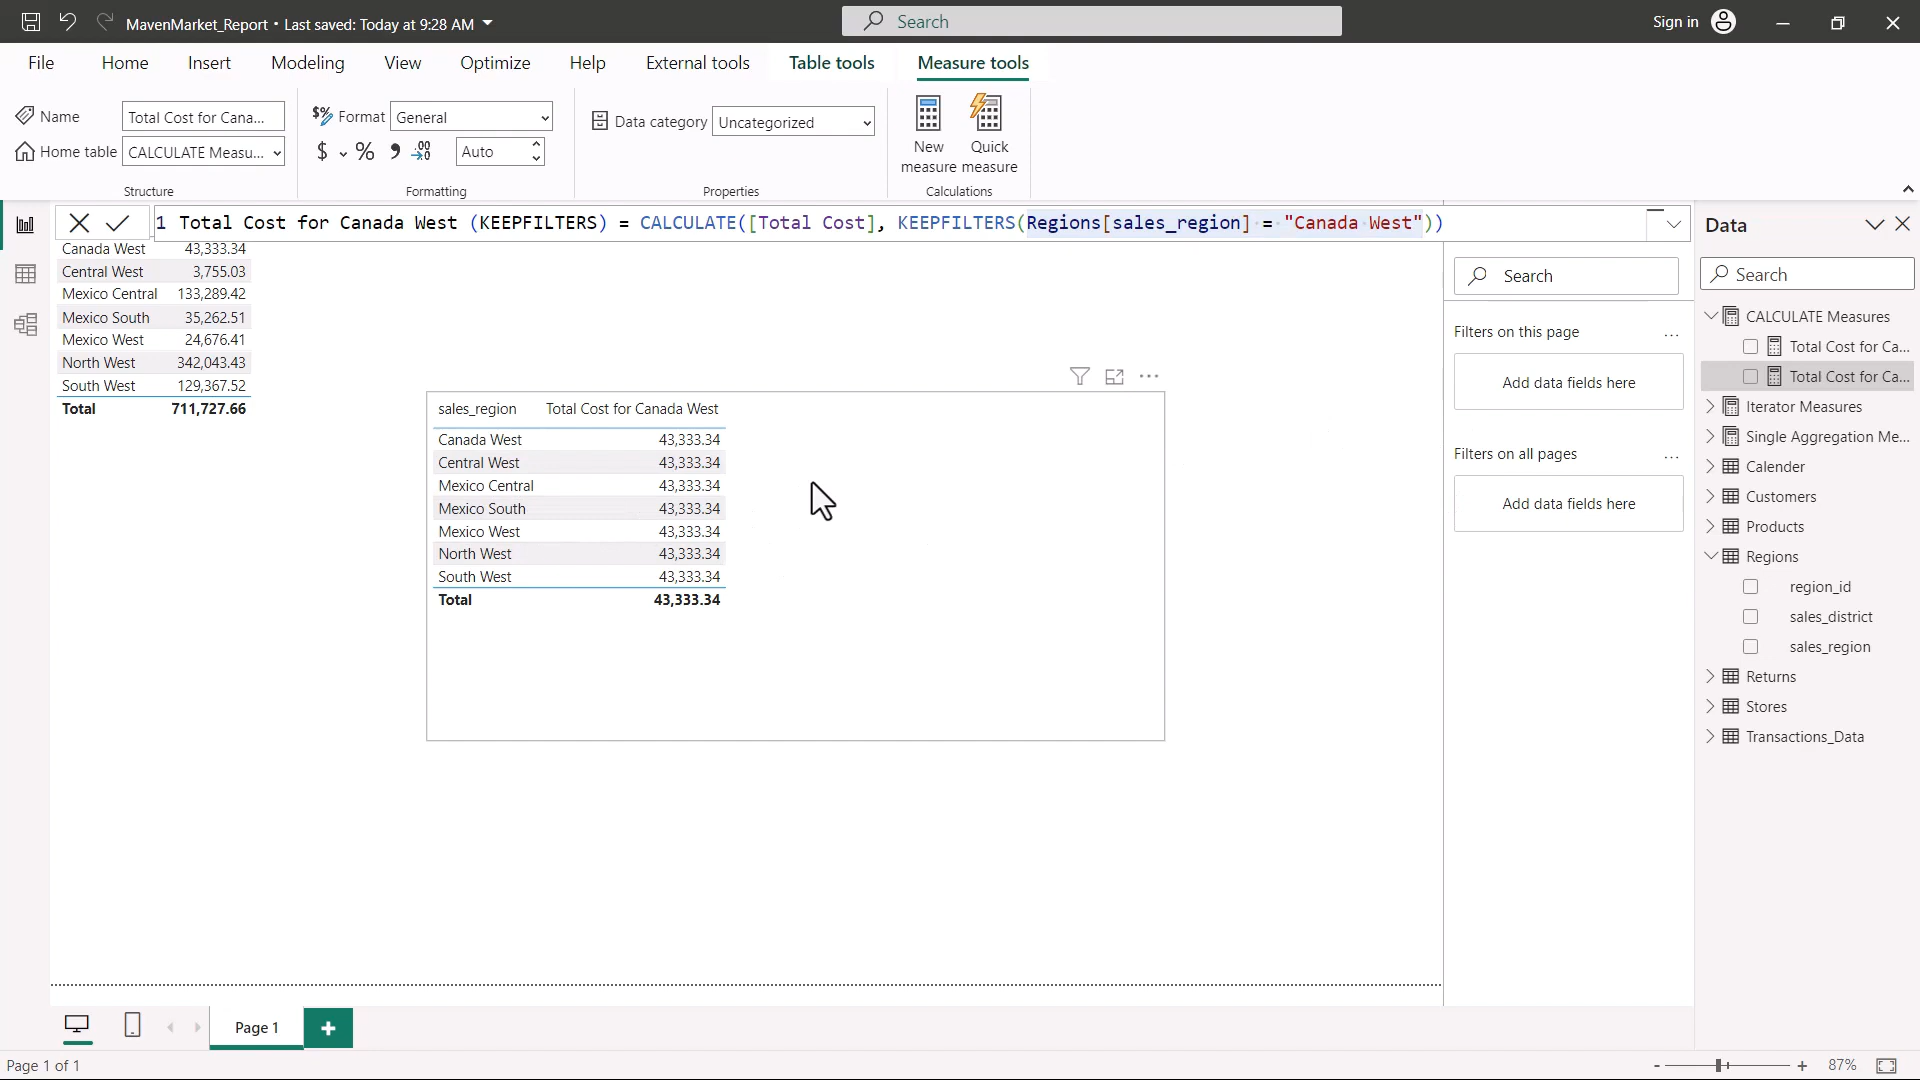 MavenMarket_Report • Last saved: Today at 9:28 AM
Search
Sign in
File Home Insert Modeling View Optimize Help External tools Table tools Measure tools
Name Total Cost for Cana...
Home table CALCULATE Measu...
Structure
$% Format General
$ % , .00 Auto
Formatting
Data category Uncategorized
Properties
New measure
Quick measure
Calculations
1 Total Cost for Canada West (KEEPFILTERS) = CALCULATE([Total Cost], KEEPFILTERS(Regions[sales_region] = "Canada West"))
Canada West 43,333.34
Central West 3,755.03
Mexico Central 133,289.42
Mexico South 35,262.51
Mexico West 24,676.41
North West 342,043.43
South West 129,367.52
Total 711,727.66
sales_region Total Cost for Canada West
Canada West 43,333.34
Central West 43,333.34
Mexico Central 43,333.34
Mexico South 43,333.34
Mexico West 43,333.34
North West 43,333.34
South West 43,333.34
Total 43,333.34
Search
Filters on this page ...
Add data fields here
Filters on all pages ...
Add data fields here
Data
Search
CALCULATE Measures
Total Cost for Ca...
Total Cost for Ca...
Iterator Measures
Single Aggregation Me...
Calender
Customers
Products
Regions
region_id
sales_district
sales_region
Returns
Stores
Transactions_Data
Page 1
+
Page 1 of 1
- + 87%